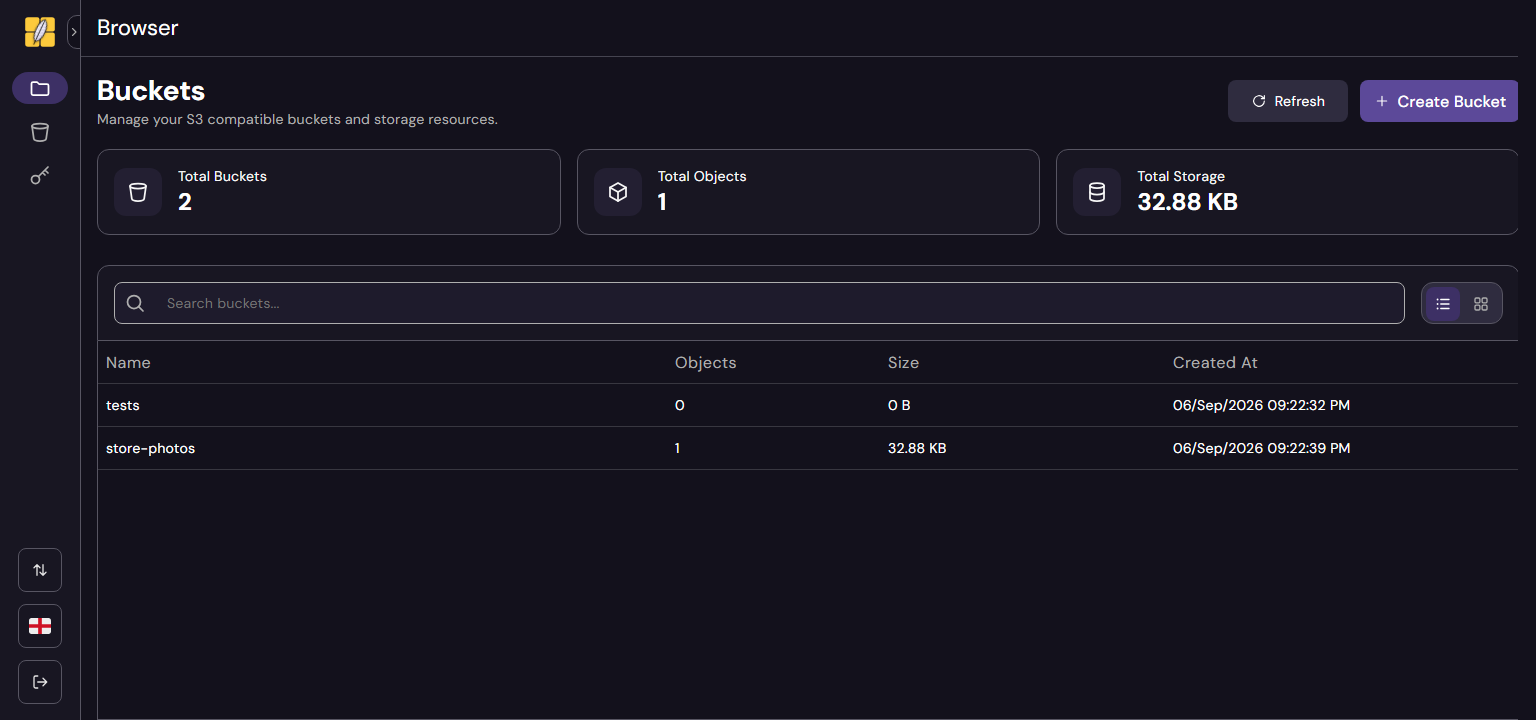 Browser
Buckets
Manage your S3 compatible buckets and storage resources.
Refresh
Create Bucket
Total Buckets
2
Total Objects
1
Total Storage
32.88 KB
Search buckets...
Name Objects Size Created At
tests 0 0 B 06/Sep/2026 09:22:32 PM
store-photos 1 32.88 KB 06/Sep/2026 09:22:39 PM